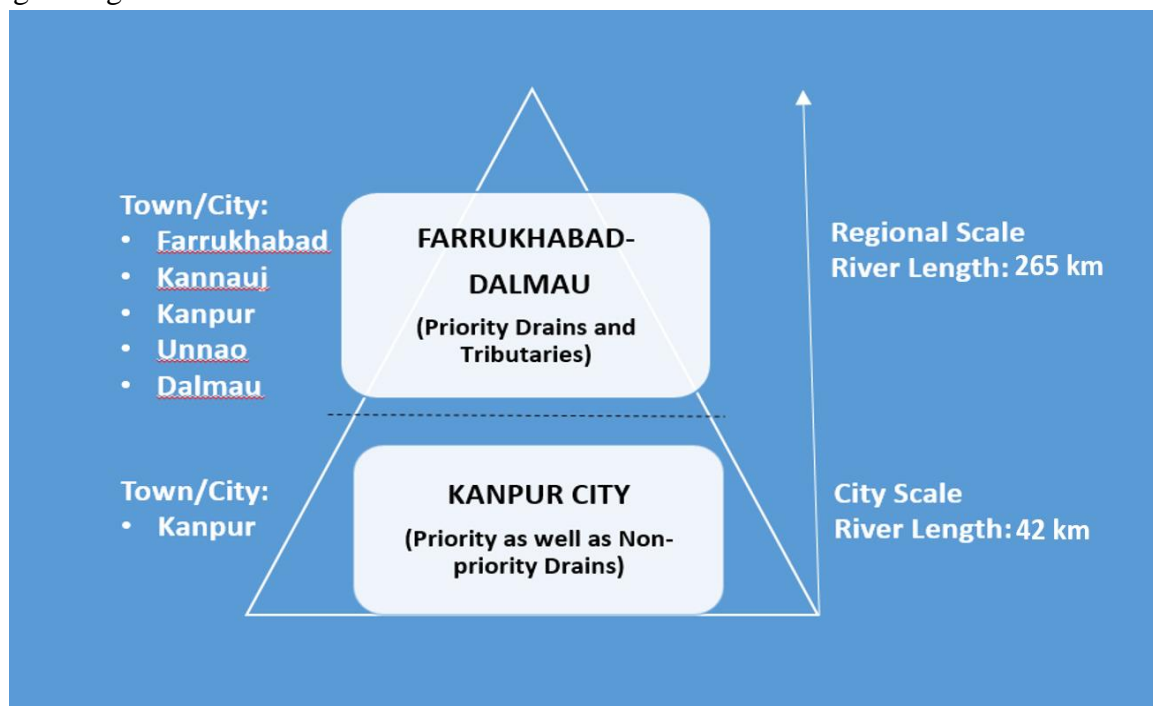 Town/City:
• Farrukhabad
• Kannauj
• Kanpur
• Unnao
• Dalmau
FARRUKHABAD-
DALMAU
(Priority Drains and
Tributaries)
Regional Scale
River Length: 265 km
Town/City:
• Kanpur
KANPUR CITY
(Priority as well as Non-
priority Drains)
City Scale
River Length: 42 km